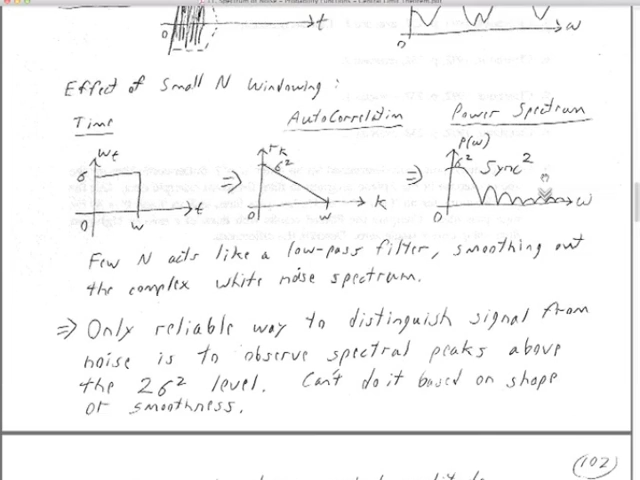 0
t
0
w
Effect of Small N Windowing:
Time
AutoCorrelation
Power Spectrum
Wt
σ
0
W
t
⇒
rk
σ²
0
W
k
⇒
P(w)
σ²
Sync²
0
w
Few N acts like a low-pass filter, smoothing out
the complex white noise spectrum.
⇒ Only reliable way to distinguish signal from
noise is to observe spectral peaks above
the 2σ² level. Can't do it based on shape
or smoothness.
102